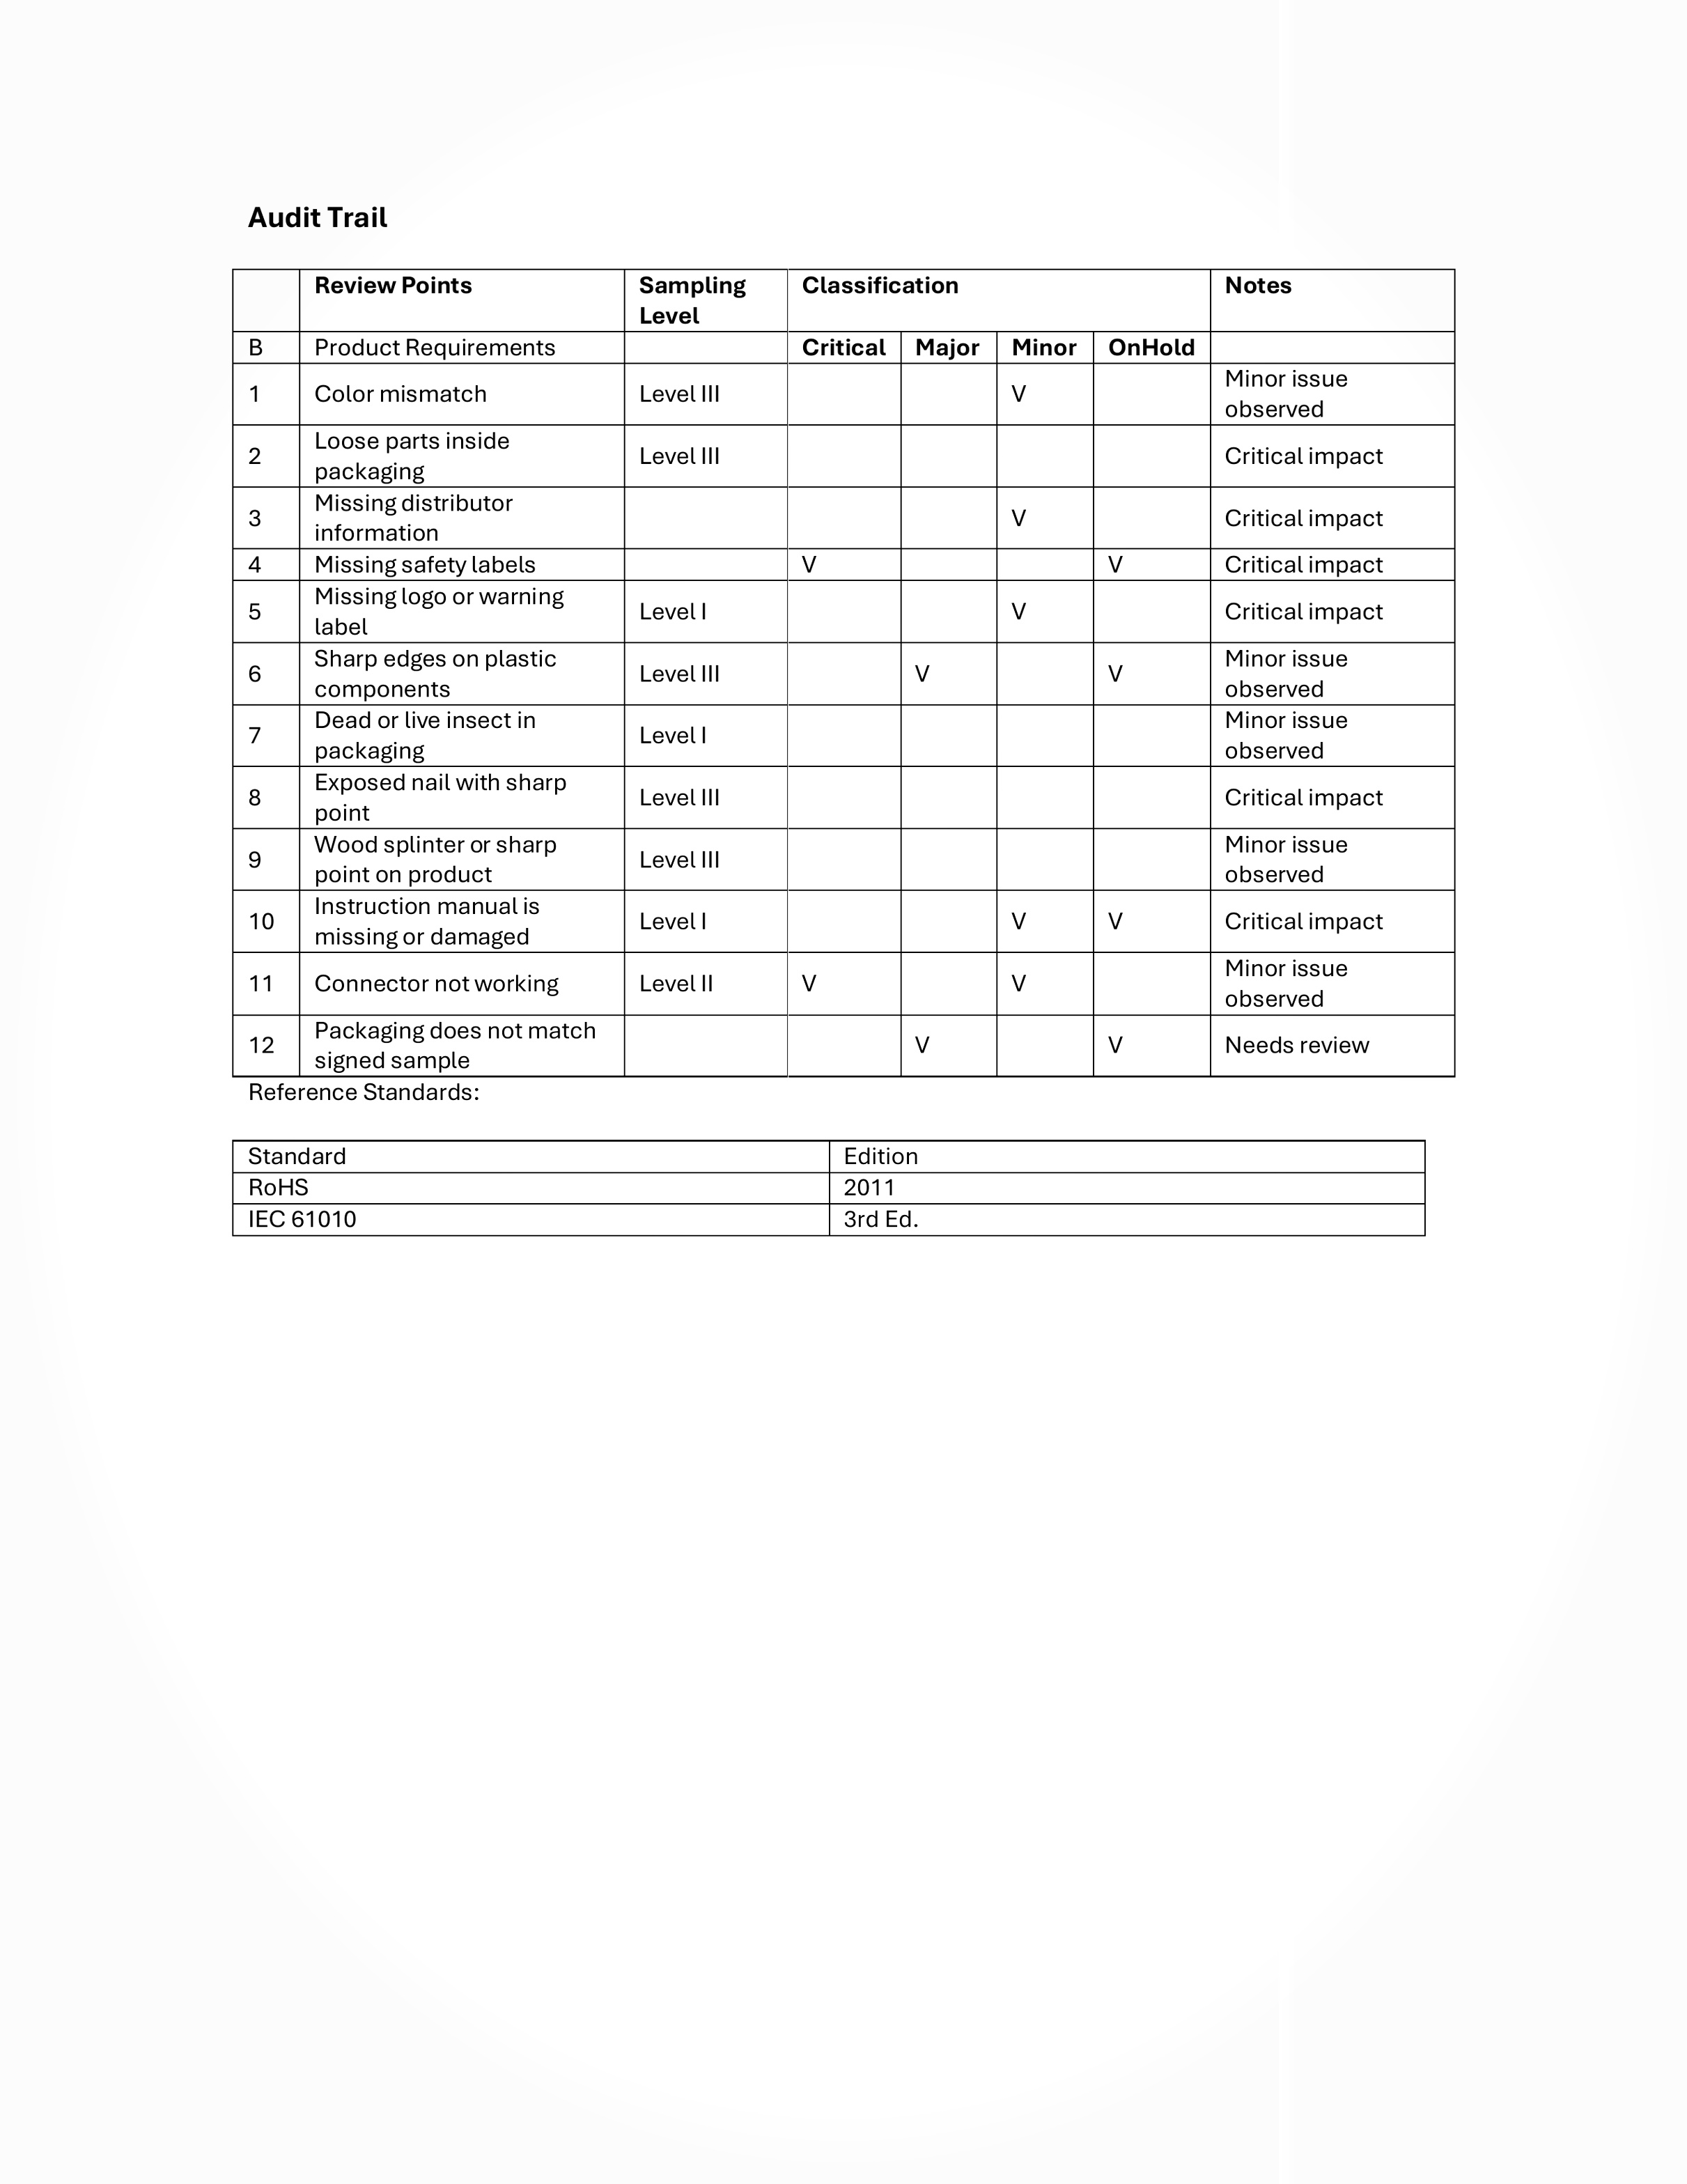 Audit Trail
Review Points Sampling Level Classification Notes
B Product Requirements Critical Major Minor OnHold
1 Color mismatch Level III V Minor issue observed
2 Loose parts inside packaging Level III Critical impact
3 Missing distributor information V Critical impact
4 Missing safety labels V V Critical impact
5 Missing logo or warning label Level I V Critical impact
6 Sharp edges on plastic components Level III V V Minor issue observed
7 Dead or live insect in packaging Level I Minor issue observed
8 Exposed nail with sharp point Level III Critical impact
9 Wood splinter or sharp point on product Level III Minor issue observed
10 Instruction manual is missing or damaged Level I V V Critical impact
11 Connector not working Level II V V Minor issue observed
12 Packaging does not match signed sample V V Needs review
Reference Standards:
Standard Edition
RoHS 2011
IEC 61010 3rd Ed.